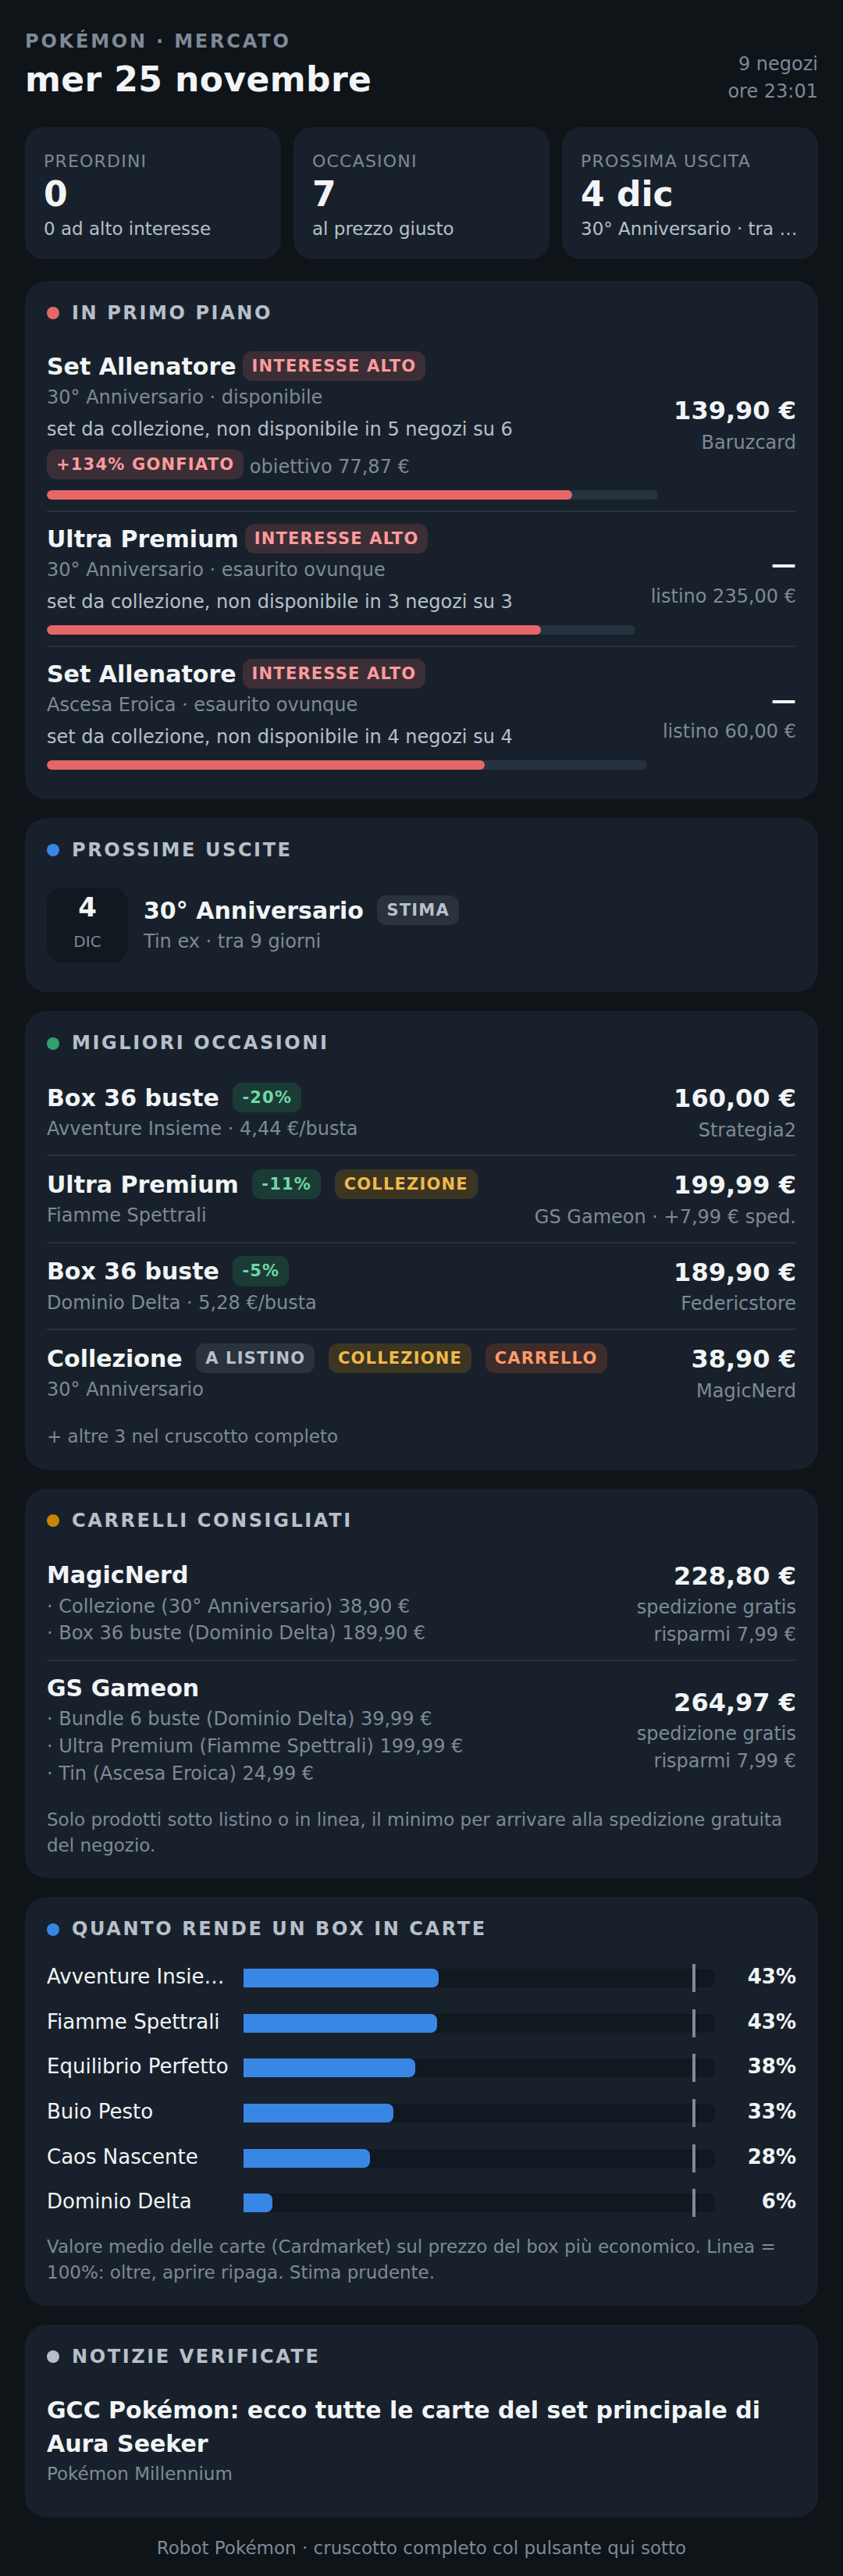 POKÉMON · MERCATO
mer 25 novembre
9 negozi
ore 23:01
PREORDINI
0
0 ad alto interesse
OCCASIONI
7
al prezzo giusto
PROSSIMA USCITA
4 dic
30° Anniversario · tra …
IN PRIMO PIANO
Set Allenatore INTERESSE ALTO
30° Anniversario · disponibile
set da collezione, non disponibile in 5 negozi su 6
+134% GONFIATO obiettivo 77,87 €
139,90 €
Baruzcard
Ultra Premium INTERESSE ALTO
30° Anniversario · esaurito ovunque
set da collezione, non disponibile in 3 negozi su 3
—
listino 235,00 €
Set Allenatore INTERESSE ALTO
Ascesa Eroica · esaurito ovunque
set da collezione, non disponibile in 4 negozi su 4
—
listino 60,00 €
PROSSIME USCITE
4
DIC
30° Anniversario STIMA
Tin ex · tra 9 giorni
MIGLIORI OCCASIONI
Box 36 buste -20%
Avventure Insieme · 4,44 €/busta
160,00 €
Strategia2
Ultra Premium -11% COLLEZIONE
Fiamme Spettrali
199,99 €
GS Gameon · +7,99 € sped.
Box 36 buste -5%
Dominio Delta · 5,28 €/busta
189,90 €
Federicstore
Collezione A LISTINO COLLEZIONE CARRELLO
30° Anniversario
38,90 €
MagicNerd
+ altre 3 nel cruscotto completo
CARRELLI CONSIGLIATI
MagicNerd
· Collezione (30° Anniversario) 38,90 €
· Box 36 buste (Dominio Delta) 189,90 €
228,80 €
spedizione gratis
risparmi 7,99 €
GS Gameon
· Bundle 6 buste (Dominio Delta) 39,99 €
· Ultra Premium (Fiamme Spettrali) 199,99 €
· Tin (Ascesa Eroica) 24,99 €
264,97 €
spedizione gratis
risparmi 7,99 €
Solo prodotti sotto listino o in linea, il minimo per arrivare alla spedizione gratuita
del negozio.
QUANTO RENDE UN BOX IN CARTE
Avventure Insie… 43%
Fiamme Spettrali 43%
Equilibrio Perfetto 38%
Buio Pesto 33%
Caos Nascente 28%
Dominio Delta 6%
Valore medio delle carte (Cardmarket) sul prezzo del box più economico. Linea =
100%: oltre, aprire ripaga. Stima prudente.
NOTIZIE VERIFICATE
GCC Pokémon: ecco tutte le carte del set principale di
Aura Seeker
Pokémon Millennium
Robot Pokémon · cruscotto completo col pulsante qui sotto